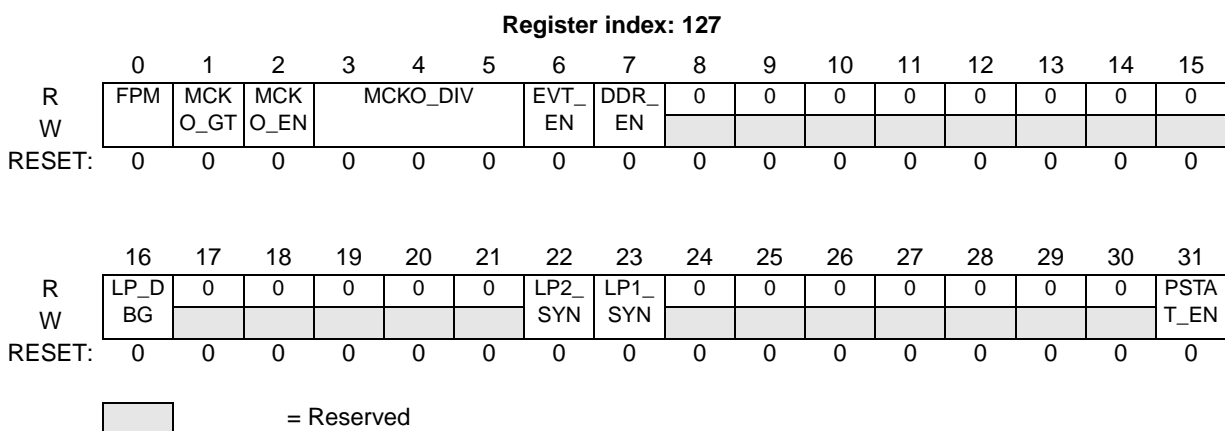 Register index: 127
0 1 2 3 4 5 6 7 8 9 10 11 12 13 14 15
R FPM MCK MCK MCKO_DIV EVT_ DDR_ 0 0 0 0 0 0 0 0
W O_GT O_EN EN EN
RESET: 0 0 0 0 0 0 0 0 0 0 0 0 0 0 0 0
16 17 18 19 20 21 22 23 24 25 26 27 28 29 30 31
R LP_D 0 0 0 0 0 LP2_ LP1_ 0 0 0 0 0 0 0 PSTA
W BG SYN SYN T_EN
RESET: 0 0 0 0 0 0 0 0 0 0 0 0 0 0 0 0
= Reserved